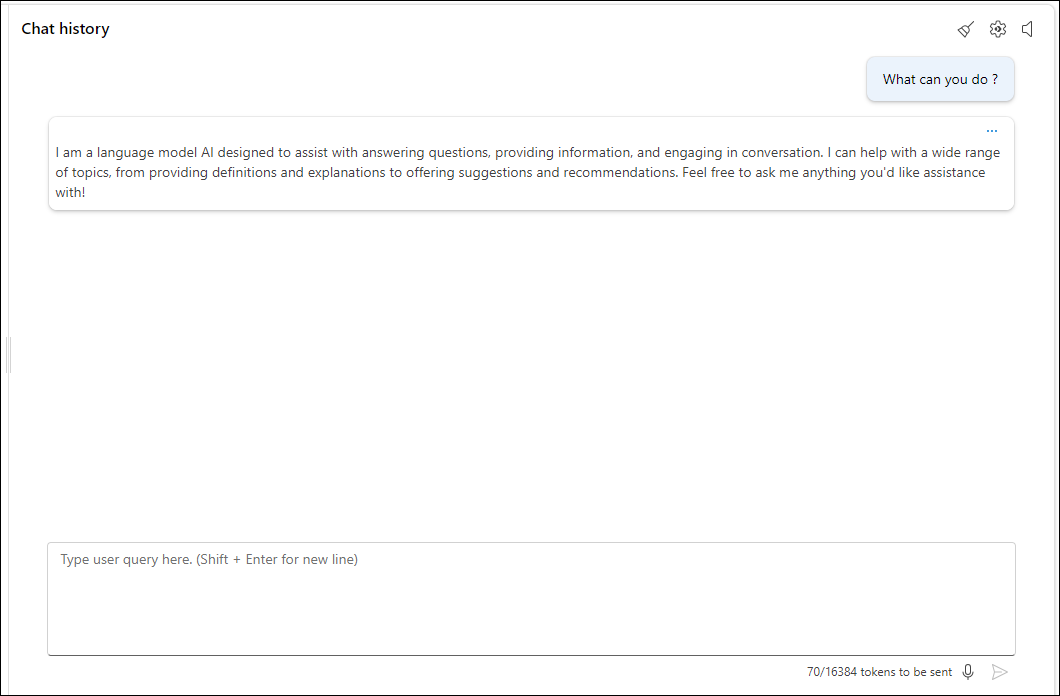 Chat history
What can you do ?
...
I am a language model AI designed to assist with answering questions, providing information, and engaging in conversation. I can help with a wide range
of topics, from providing definitions and explanations to offering suggestions and recommendations. Feel free to ask me anything you'd like assistance
with!
Type user query here. (Shift + Enter for new line)
70/16384 tokens to be sent